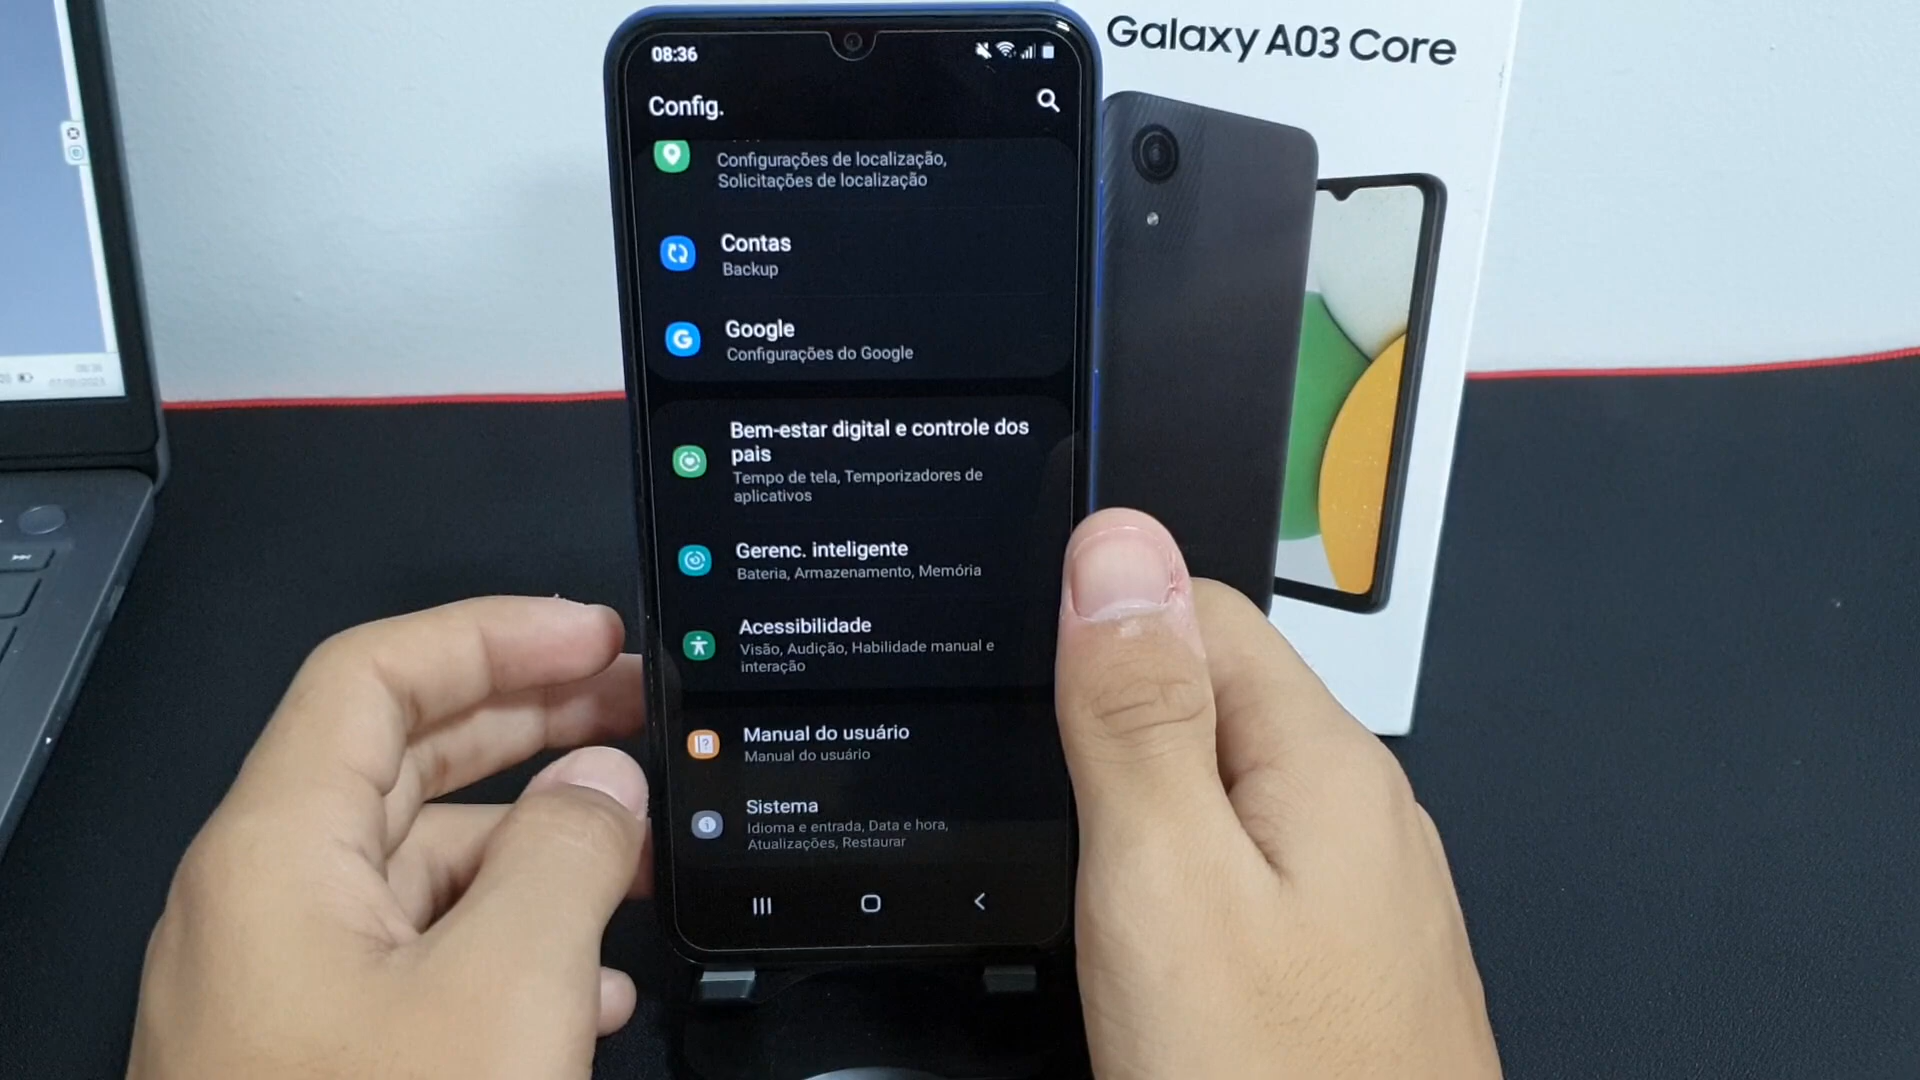 Galaxy A03 Core
08:36
Config.
Configurações de localização,
Solicitações de localização
Contas
Backup
Google
Configurações do Google
Bem-estar digital e controle dos
pais
Tempo de tela, Temporizadores de
aplicativos
Gerenc. inteligente
Bateria, Armazenamento, Memória
Acessibilidade
Visão, Audição, Habilidade manual e
interação
Manual do usuário
Manual do usuário
Sistema
Idioma e entrada, Data e hora,
Atualizações, Restaurar